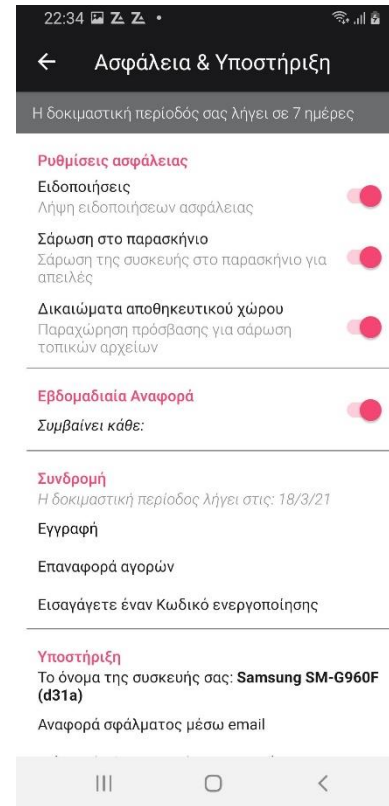 22:34
Ασφάλεια & Υποστήριξη
Η δοκιμαστική περίοδός σας λήγει σε 7 ημέρες
Ρυθμίσεις ασφάλειας
Ειδοποιήσεις
Λήψη ειδοποιήσεων ασφάλειας
Σάρωση στο παρασκήνιο
Σάρωση της συσκευής στο παρασκήνιο για
απειλές
Δικαιώματα αποθηκευτικού χώρου
Παραχώρηση πρόσβασης για σάρωση
τοπικών αρχείων
Εβδομαδιαία Αναφορά
Συμβαίνει κάθε:
Συνδρομή
Η δοκιμαστική περίοδος λήγει στις: 18/3/21
Εγγραφή
Επαναφορά αγορών
Εισαγάγετε έναν Κωδικό ενεργοποίησης
Υποστήριξη
Το όνομα της συσκευής σας: Samsung SM-G960F
(d31a)
Αναφορά σφάλματος μέσω email